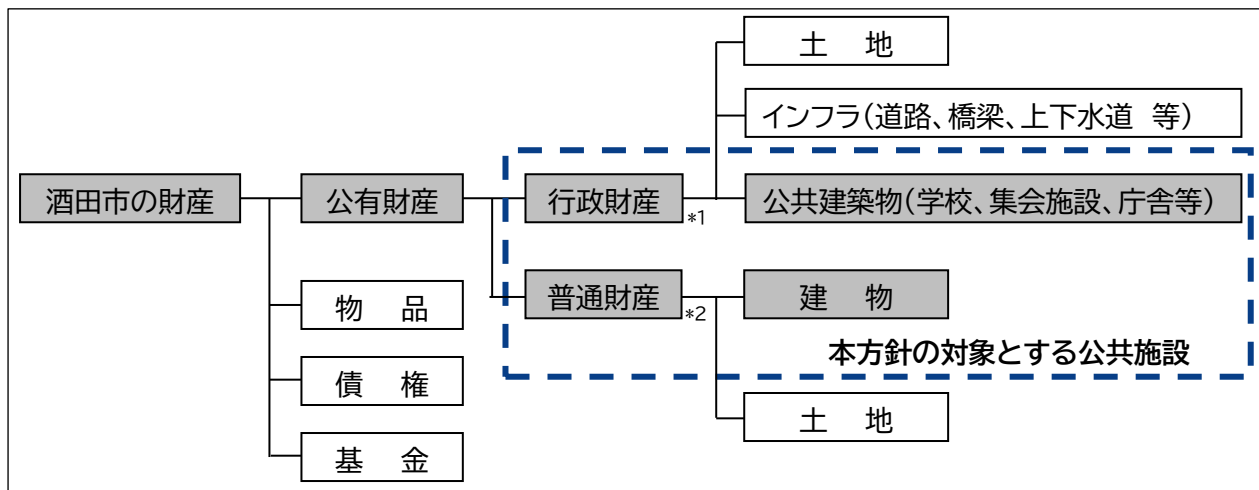 土　地
インフラ（道路、橋梁、上下水道　等）
酒田市の財産
公有財産
行政財産
*1
公共建築物（学校、集会施設、庁舎等）
物　品
普通財産
*2
建　物
本方針の対象とする公共施設
債　権
土　地
基　金